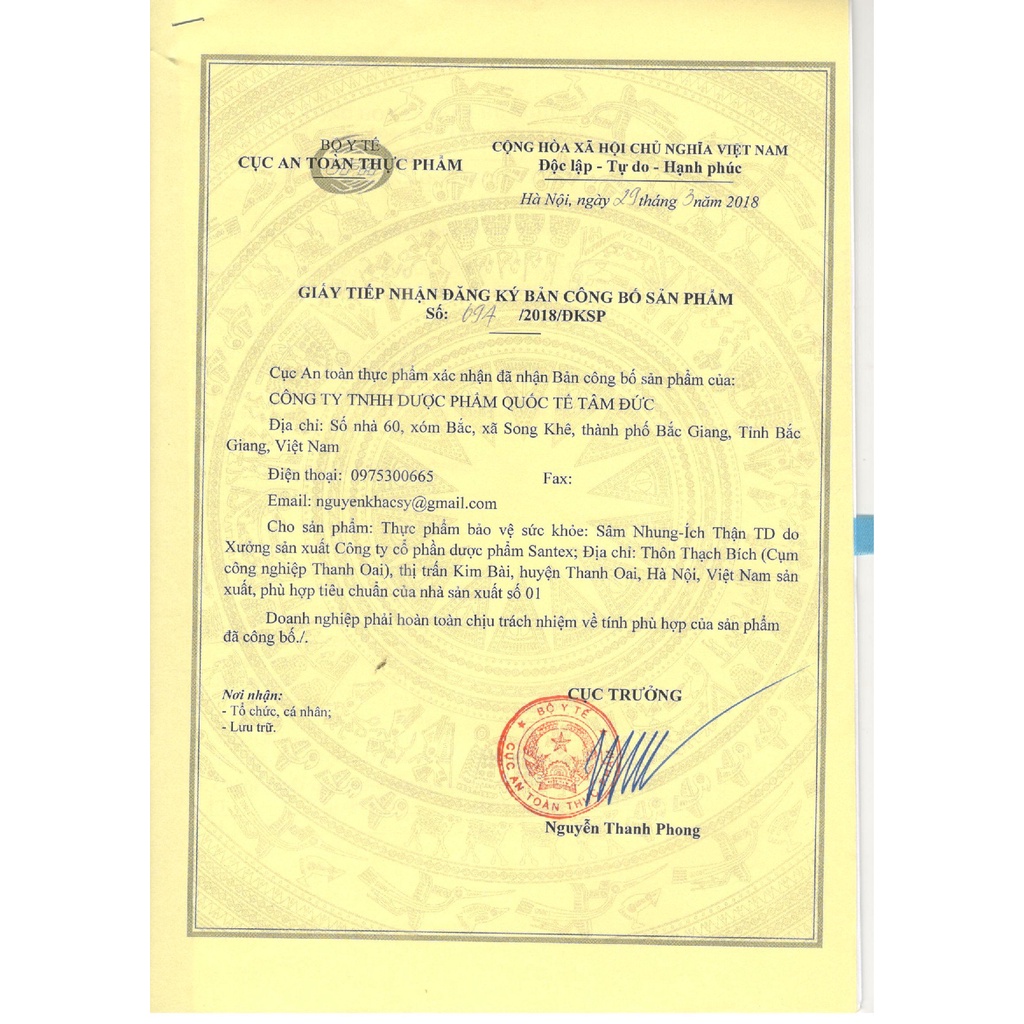 BỘ Y TẾ
CỤC AN TOÀN THỰC PHẨM
CỘNG HÒA XÃ HỘI CHỦ NGHĨA VIỆT NAM
Độc lập - Tự do - Hạnh phúc
Hà Nội, ngày 29 tháng 3 năm 2018
GIẤY TIẾP NHẬN ĐĂNG KÝ BẢN CÔNG BỐ SẢN PHẨM
Số: /2018/ĐKSP
Cục An toàn thực phẩm xác nhận đã nhận Bản công bố sản phẩm của:
CÔNG TY TNHH DƯỢC PHẨM QUỐC TẾ TÂM ĐỨC
Địa chỉ: Số nhà 60, xóm Bắc, xã Song Khê, thành phố Bắc Giang, Tỉnh Bắc
Giang, Việt Nam
Điện thoại: 0975300665 Fax:
Email: nguyenkhacsy@gmail.com
Cho sản phẩm: Thực phẩm bảo vệ sức khỏe: Sâm Nhung-Ích Thận TD do
Xưởng sản xuất Công ty cổ phần dược phẩm Santex; Địa chỉ: Thôn Thạch Bích (Cụm
công nghiệp Thanh Oai), thị trấn Kim Bài, huyện Thanh Oai, Hà Nội, Việt Nam sản
xuất, phù hợp tiêu chuẩn của nhà sản xuất số 01
Doanh nghiệp phải hoàn toàn chịu trách nhiệm về tính phù hợp của sản phẩm
đã công bố./.
Nơi nhận:
- Tổ chức, cá nhân;
- Lưu trữ.
CỤC TRƯỞNG
BỘ Y TẾ
CỤC AN TOÀN
Nguyễn Thanh Phong